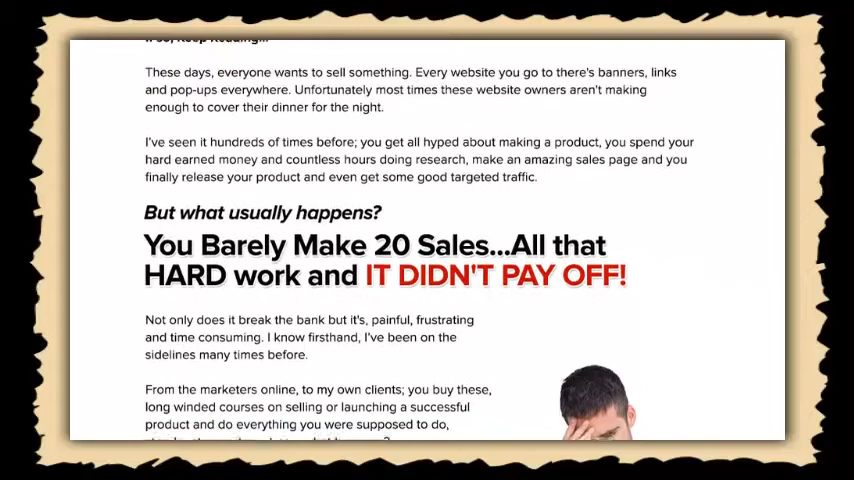 If so, Keep Reading...
These days, everyone wants to sell something. Every website you go to there's banners, links
and pop-ups everywhere. Unfortunately most times these website owners aren't making
enough to cover their dinner for the night.
I've seen it hundreds of times before; you get all hyped about making a product, you spend your
hard earned money and countless hours doing research, make an amazing sales page and you
finally release your product and even get some good targeted traffic.
But what usually happens?
You Barely Make 20 Sales...All that
HARD work and IT DIDN'T PAY OFF!
Not only does it break the bank but it's, painful, frustrating
and time consuming. I know firsthand, I've been on the
sidelines many times before.
From the marketers online, to my own clients; you buy these,
long winded courses on selling or launching a successful
product and do everything you were supposed to do,